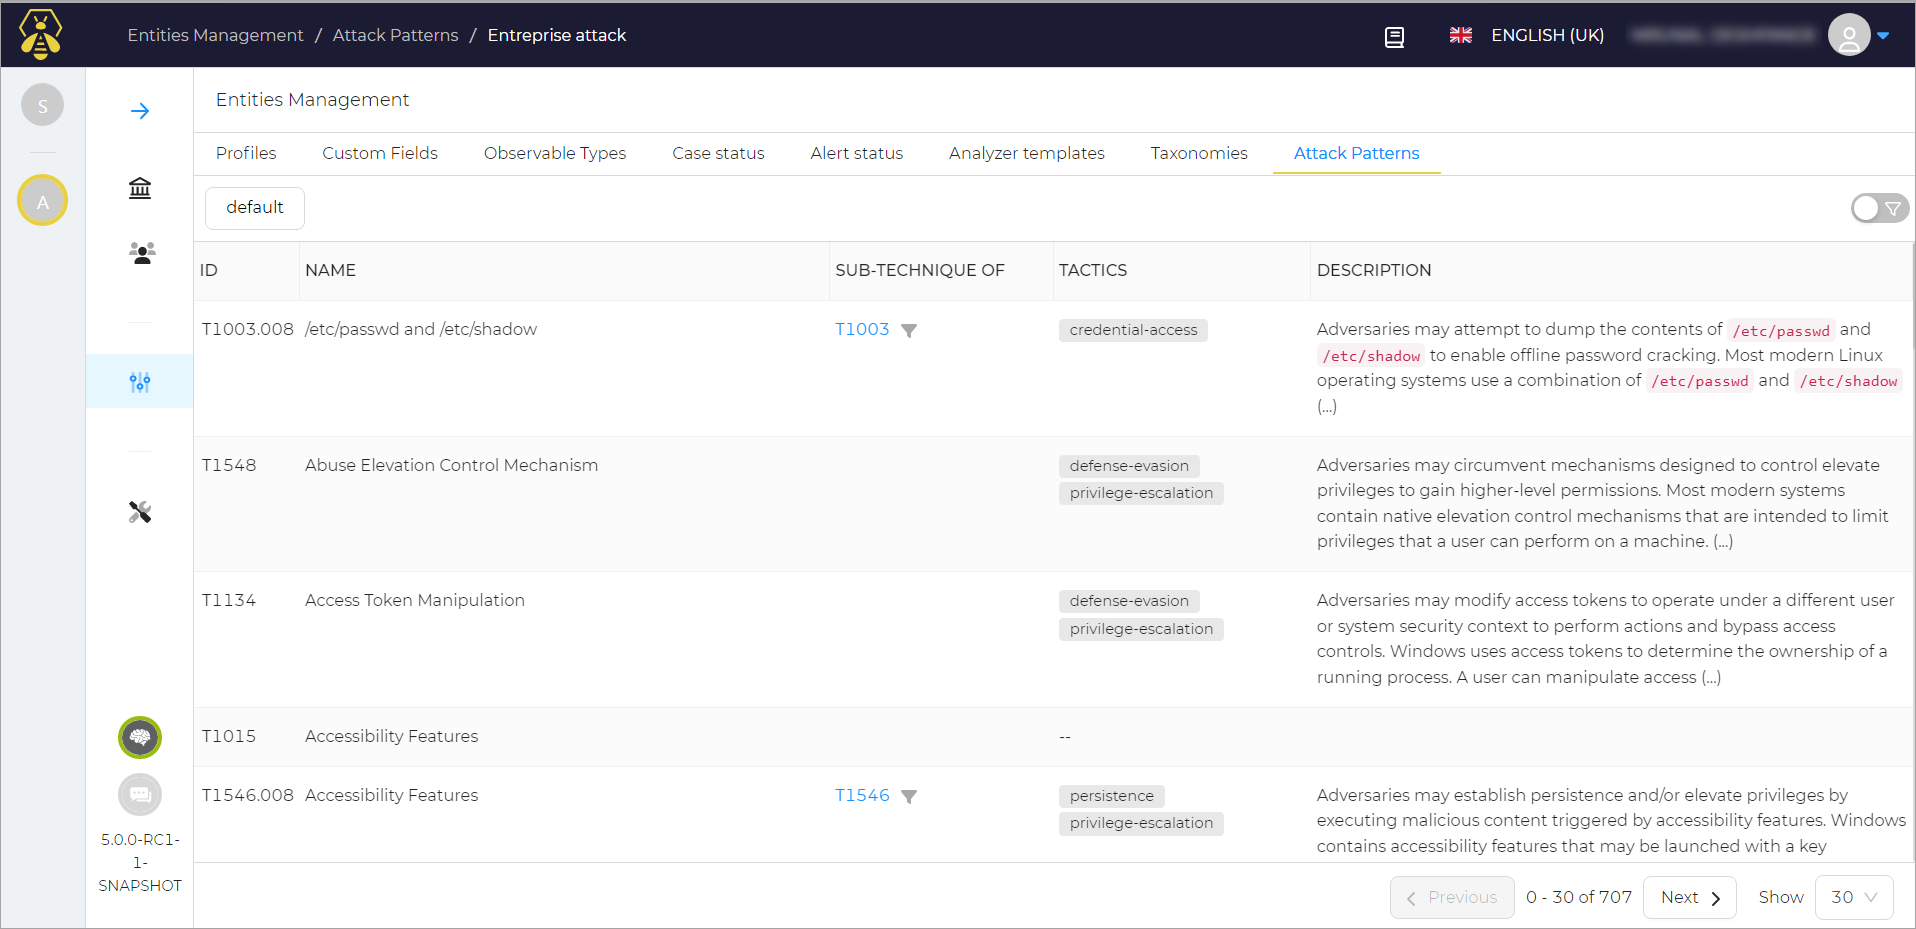 Entities Management / Attack Patterns / Entreprise attack
ENGLISH (UK)
S
A
Entities Management
Profiles Custom Fields Observable Types Case status Alert status Analyzer templates Taxonomies Attack Patterns
default
ID NAME SUB-TECHNIQUE OF TACTICS DESCRIPTION
T1003.008 /etc/passwd and /etc/shadow T1003 credential-access
Adversaries may attempt to dump the contents of /etc/passwd and
/etc/shadow to enable offline password cracking. Most modern Linux
operating systems use a combination of /etc/passwd and /etc/shadow
(...)
T1548 Abuse Elevation Control Mechanism
defense-evasion
privilege-escalation
Adversaries may circumvent mechanisms designed to control elevate
privileges to gain higher-level permissions. Most modern systems
contain native elevation control mechanisms that are intended to limit
privileges that a user can perform on a machine. (...)
T1134 Access Token Manipulation
defense-evasion
privilege-escalation
Adversaries may modify access tokens to operate under a different user
or system security context to perform actions and bypass access
controls. Windows uses access tokens to determine the ownership of a
running process. A user can manipulate access (...)
T1015 Accessibility Features --
T1546.008 Accessibility Features T1546
persistence
privilege-escalation
Adversaries may establish persistence and/or elevate privileges by
executing malicious content triggered by accessibility features. Windows
contains accessibility features that may be launched with a key
5.0.0-RC1-
1-
SNAPSHOT
Previous 0 - 30 of 707 Next Show 30